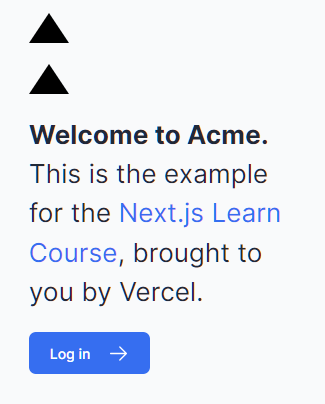 Welcome to Acme.
This is the example
for the Next.js Learn
Course, brought to
you by Vercel.
Log in